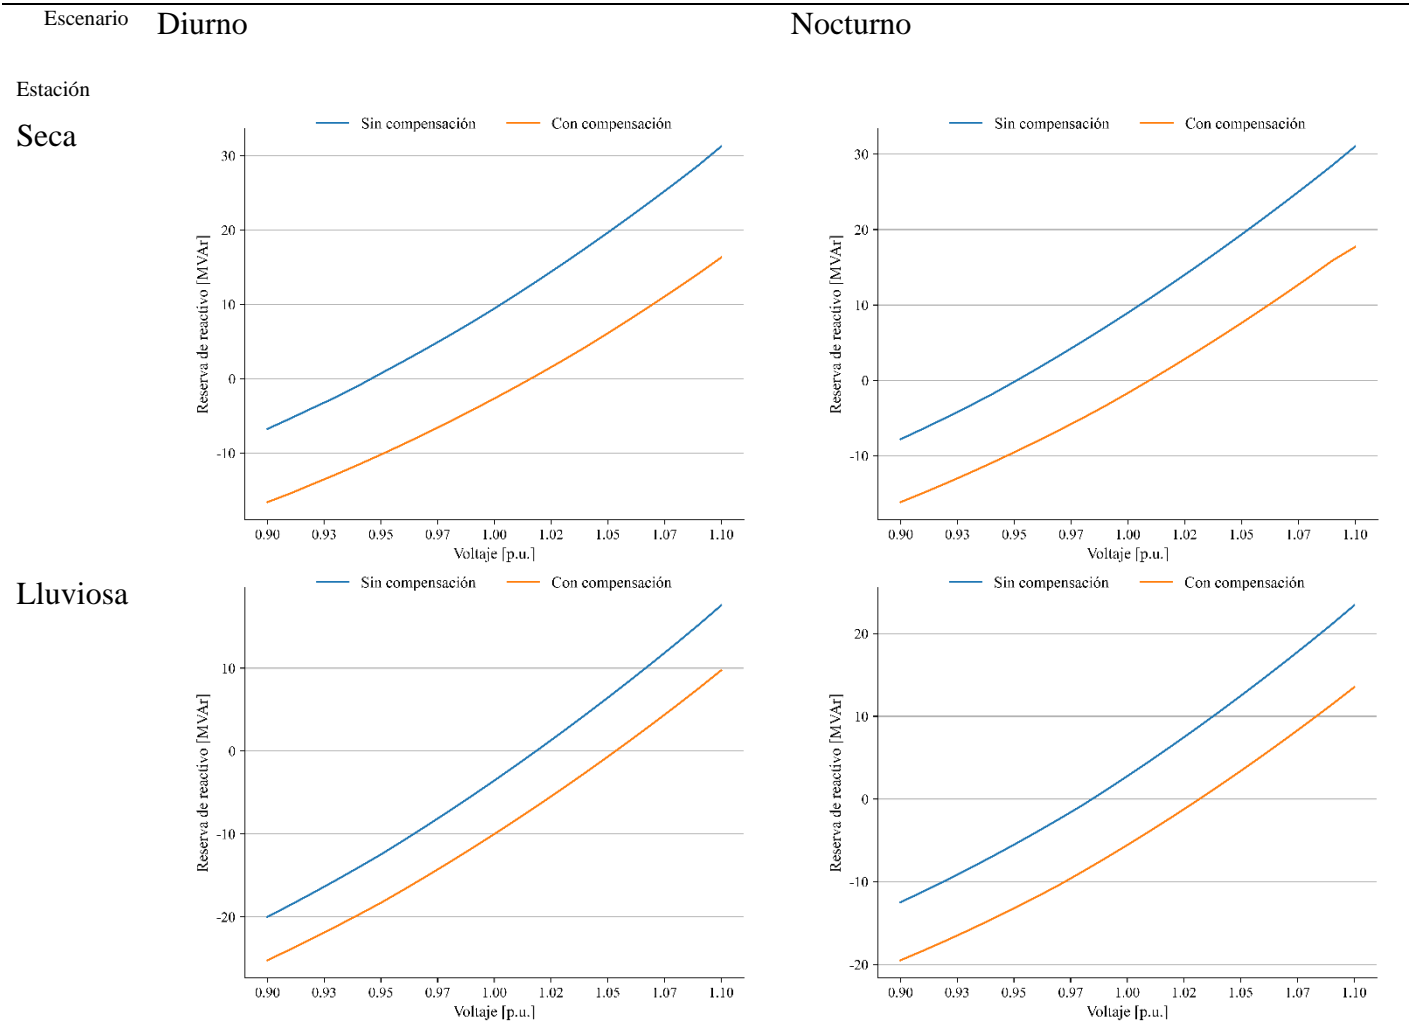 Escenario
Diurno
Nocturno
Estación
Seca
Sin compensación
Con compensación
30
20
10
0
-10
Reserva de reactivo [MVAr]
0.90 0.93 0.95 0.97 1.00 1.02 1.05 1.07 1.10
Voltaje [p.u.]
Sin compensación
Con compensación
30
20
10
0
-10
Reserva de reactivo [MVAr]
0.90 0.93 0.95 0.97 1.00 1.02 1.05 1.07 1.10
Voltaje [p.u.]
Lluviosa
Sin compensación
Con compensación
10
0
-10
-20
Reserva de reactivo [MVAr]
0.90 0.93 0.95 0.97 1.00 1.02 1.05 1.07 1.10
Voltaje [p.u.]
Sin compensación
Con compensación
20
10
0
-10
-20
Reserva de reactivo [MVAr]
0.90 0.93 0.95 0.97 1.00 1.02 1.05 1.07 1.10
Voltaje [p.u.]